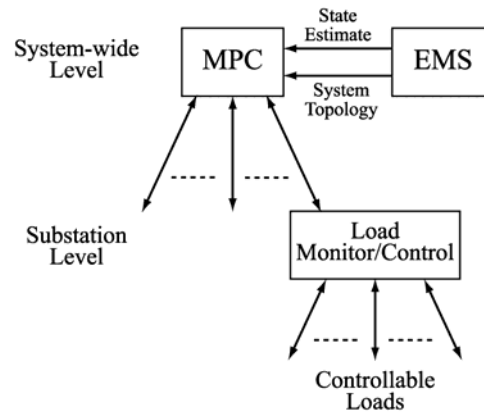 System-wide
Level
MPC
State
Estimate
System
Topology
EMS
Substation
Level
Load
Monitor/Control
Controllable
Loads